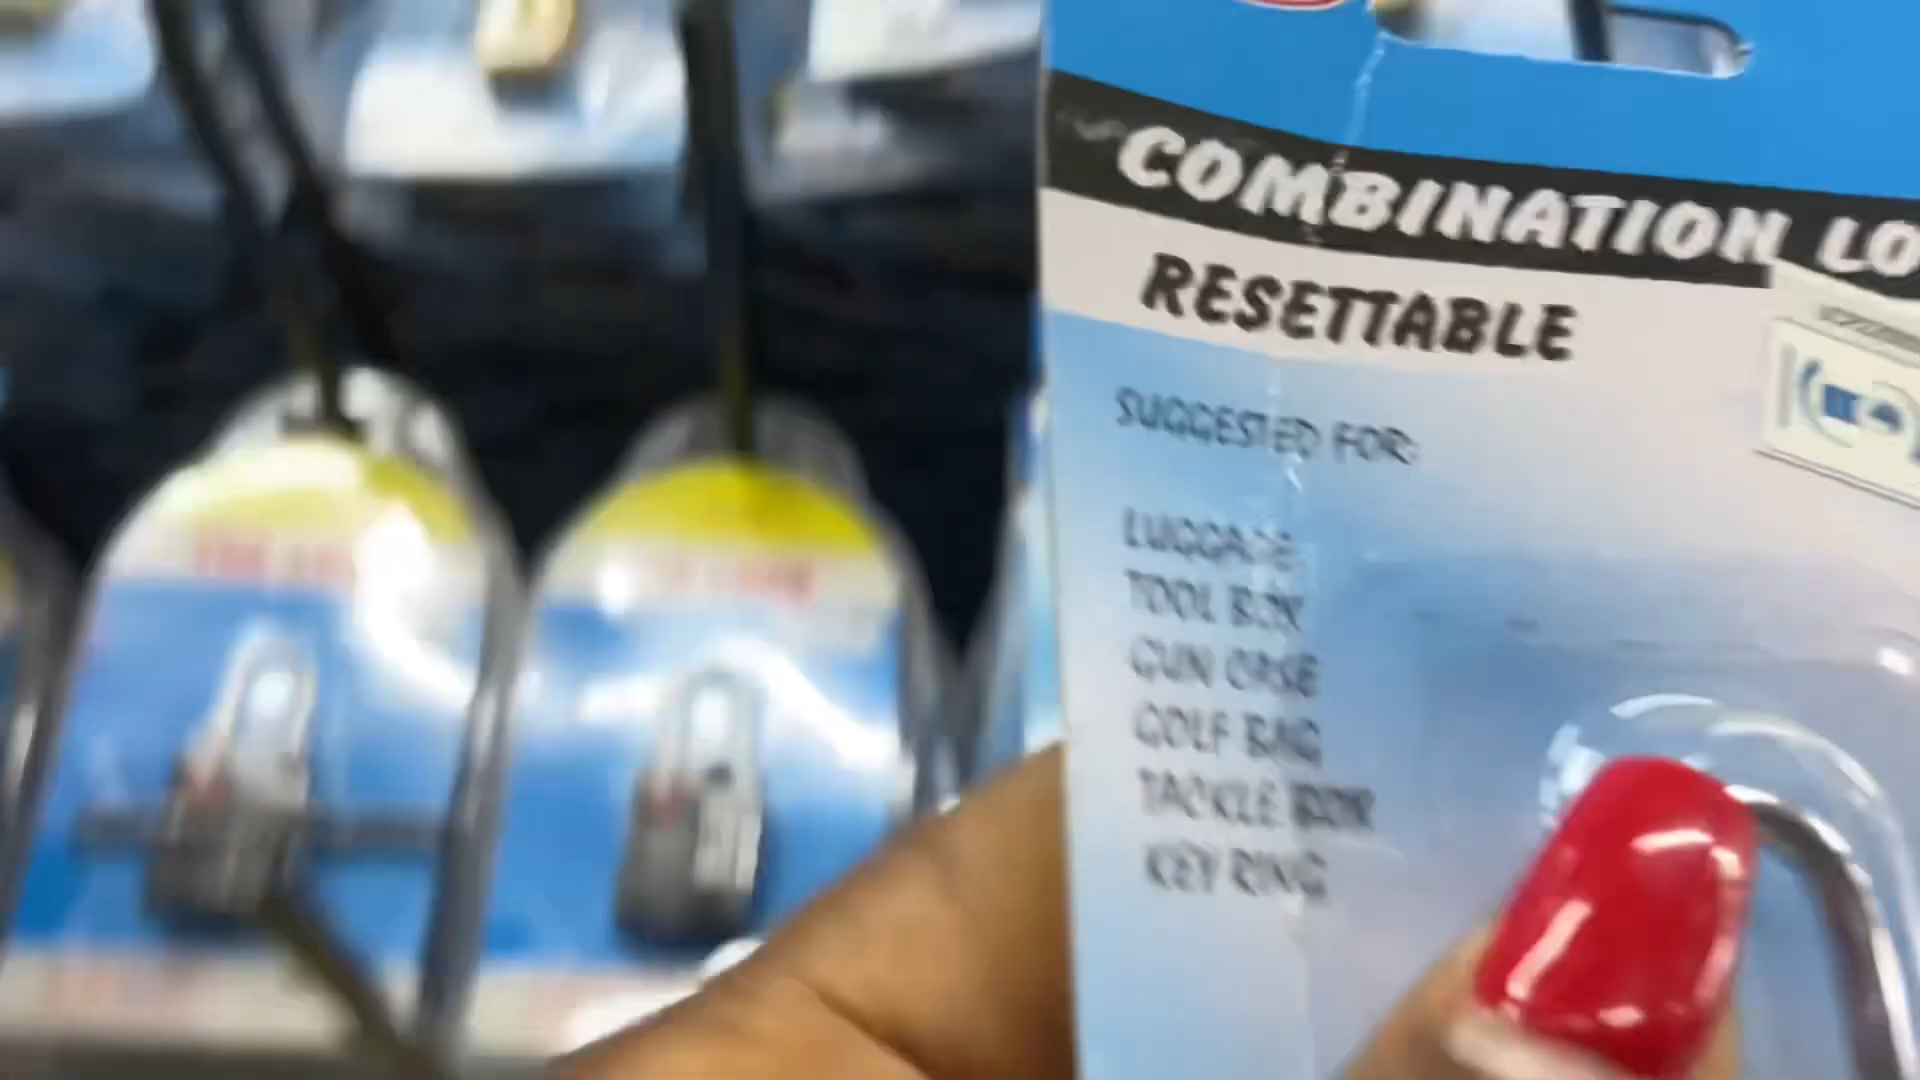 COMBINATION LO
RESETTABLE
SUGGESTED FOR:
LUGGAGE
TOOL BOX
GUN CASE
GOLF BAG
TACKLE BOX
KEY RING